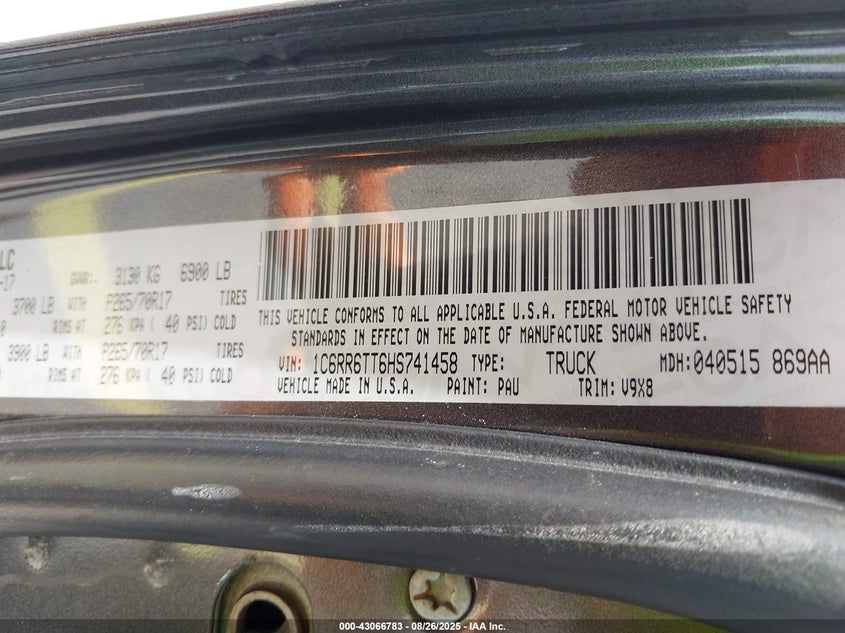 LC
-17 GVWR:- 3130 KG 6900 LB
3700 LB WITH P265/70R17 TIRES
0 RIMS AT 276 KPA ( 40 PSI) COLD
3900 LB WITH P265/70R17 TIRES
RIMS AT 276 KPA ( 40 PSI) COLD
THIS VEHICLE CONFORMS TO ALL APPLICABLE U.S.A. FEDERAL MOTOR VEHICLE SAFETY
STANDARDS IN EFFECT ON THE DATE OF MANUFACTURE SHOWN ABOVE.
VIN: 1C6RR6TT6HS741458 TYPE: TRUCK MDH:040515 869AA
VEHICLE MADE IN U.S.A. PAINT: PAU TRIM: V9X8
000-43066783 - 08/26/2025 - IAA Inc.